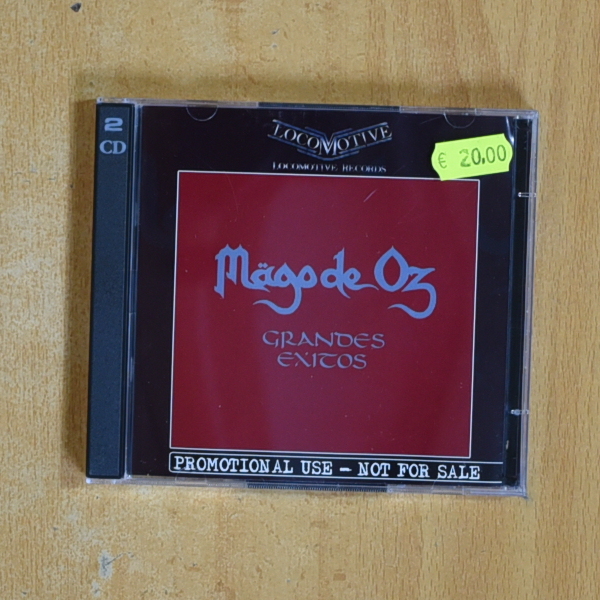 2
CD
LOCOMOTIVE
LOCOMOTIVE RECORDS
€ 20.00
Mägo de Oz
GRANDES
EXITOS
PROMOTIONAL USE - NOT FOR SALE